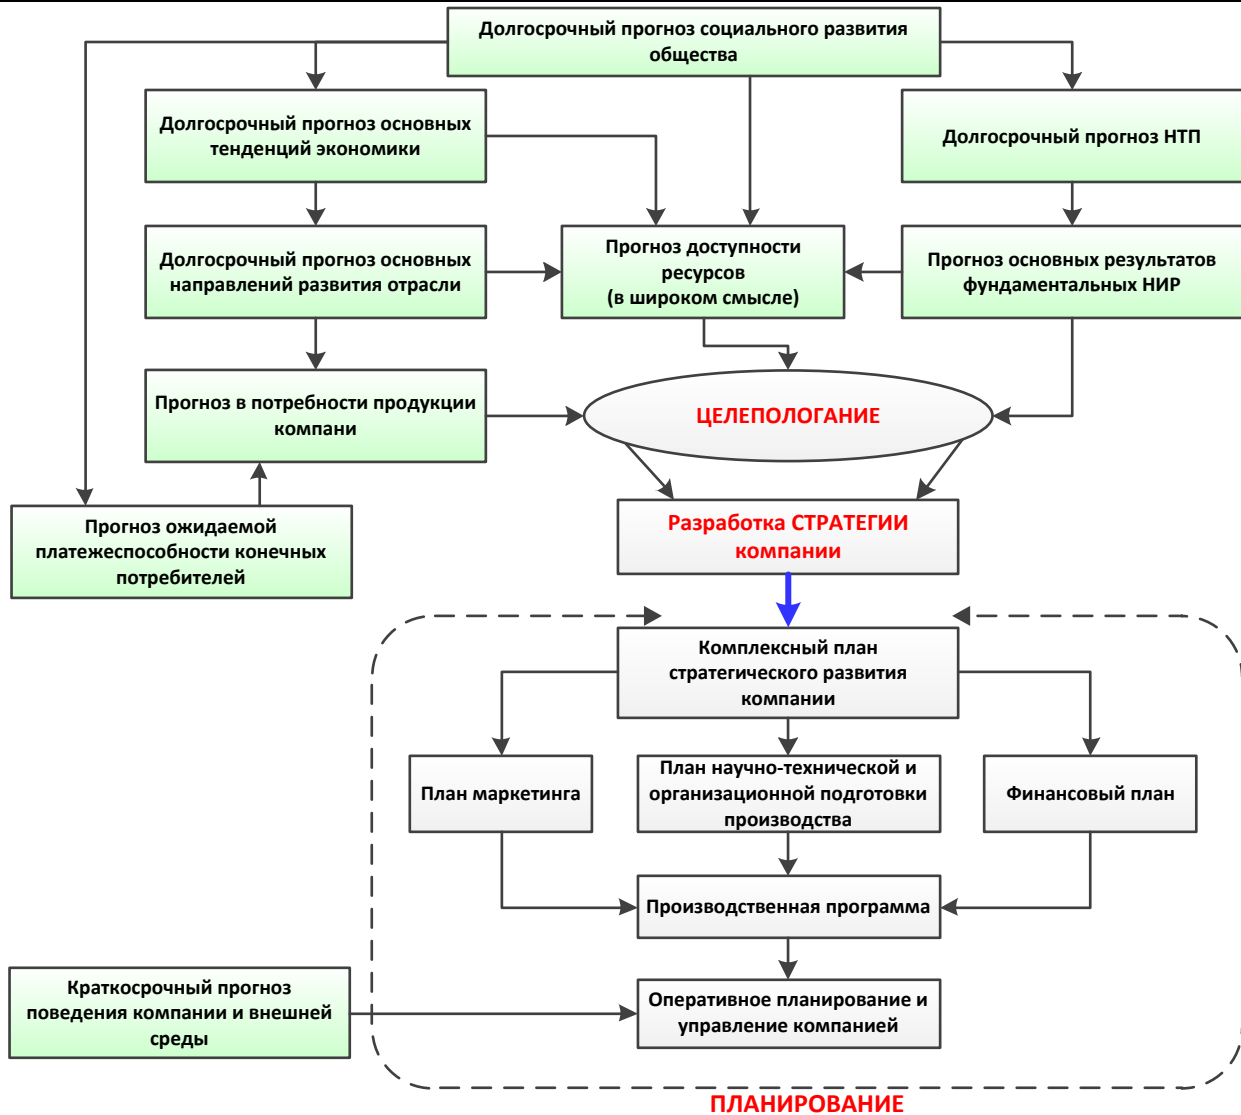 Долгосрочный прогноз социального развития
общества
Долгосрочный прогноз основных
тенденций экономики
Долгосрочный прогноз НТП
Долгосрочный прогноз основных
направлений развития отрасли
Прогноз доступности
ресурсов
(в широком смысле)
Прогноз основных результатов
фундаментальных НИР
Прогноз в потребности продукции
компани
ЦЕЛЕПОЛОГАНИЕ
Прогноз ожидаемой
платежеспособности конечных
потребителей
Разработка СТРАТЕГИИ
компании
Комплексный план
стратегического развития
компании
План маркетинга
План научно-технической и
организационной подготовки
производства
Финансовый план
Производственная программа
Краткосрочный прогноз
поведения компании и внешней
среды
Оперативное планирование и
управление компанией
ПЛАНИРОВАНИЕ